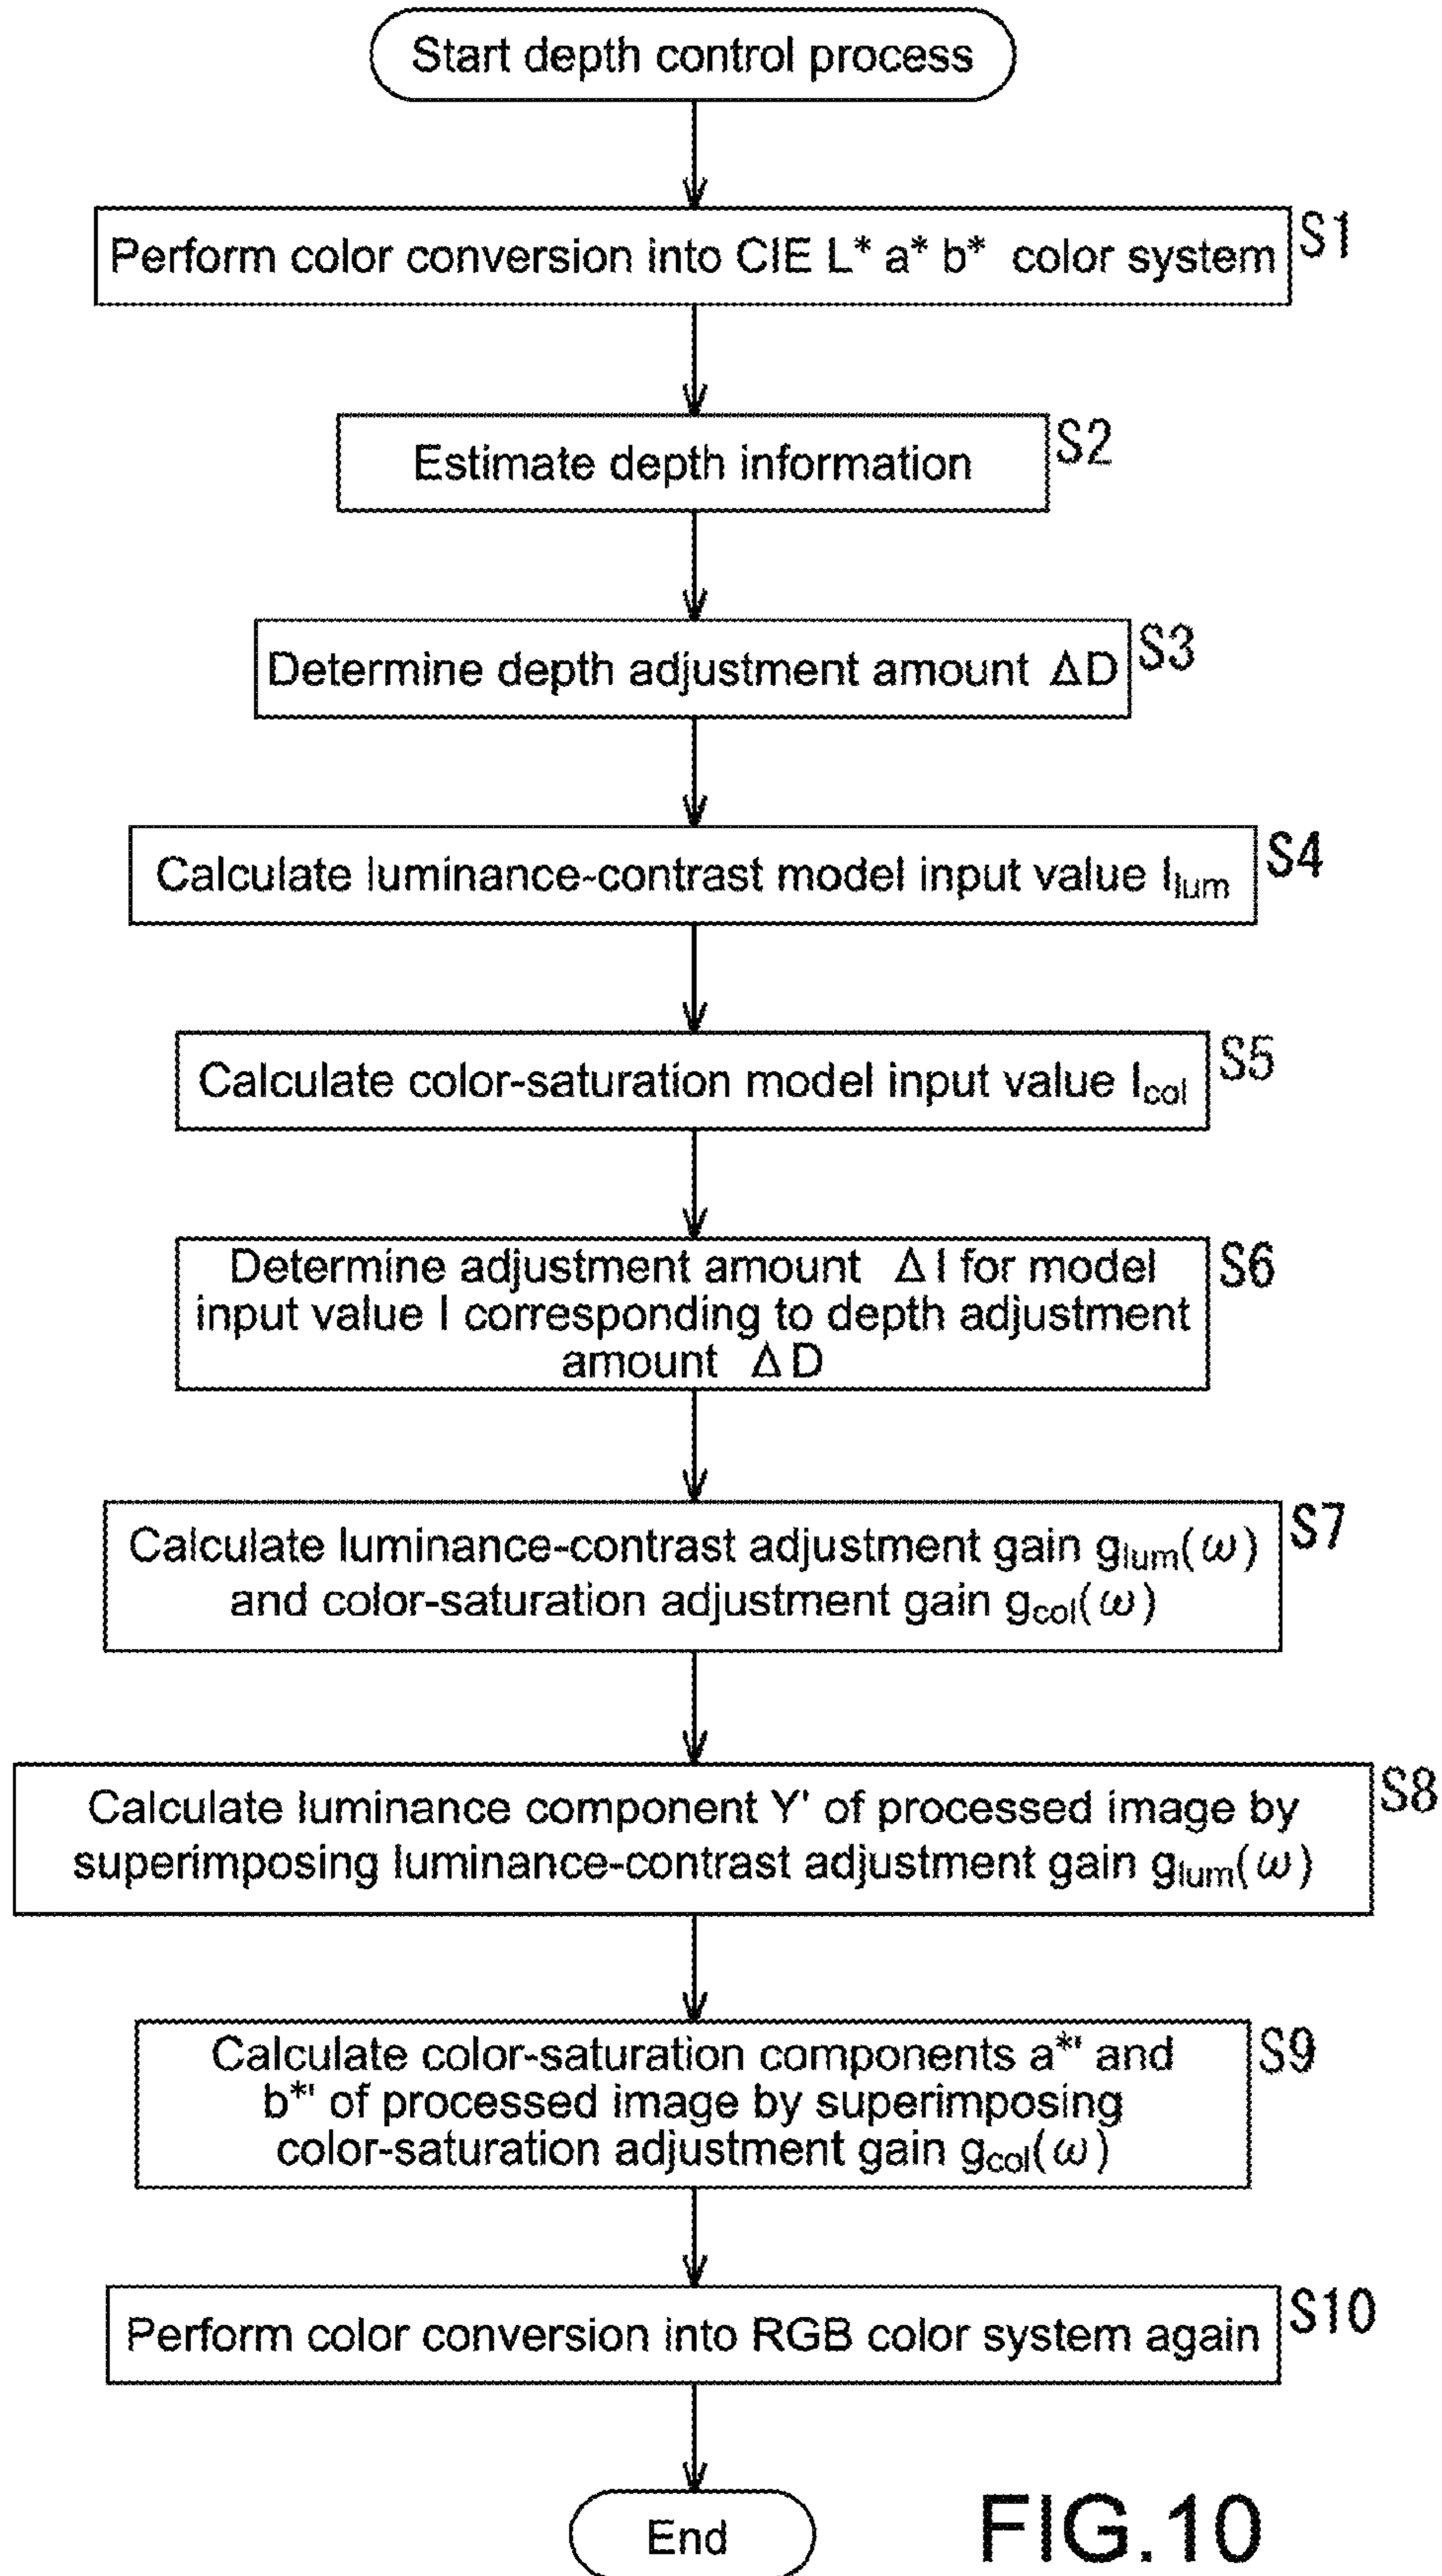 Start depth control process
Perform color conversion into CIE L* a* b* color system
S1
Estimate depth information
S2
Determine depth adjustment amount ΔD
S3
Calculate luminance-contrast model input value Ilum
S4
Calculate color-saturation model input value Icol
S5
Determine adjustment amount ΔI for model
input value I corresponding to depth adjustment
amount ΔD
S6
Calculate luminance-contrast adjustment gain glum(ω)
and color-saturation adjustment gain gcol(ω)
S7
Calculate luminance component Y' of processed image by
superimposing luminance-contrast adjustment gain glum(ω)
S8
Calculate color-saturation components a*' and
b*' of processed image by superimposing
color-saturation adjustment gain gcol(ω)
S9
Perform color conversion into RGB color system again
S10
End
FIG.10